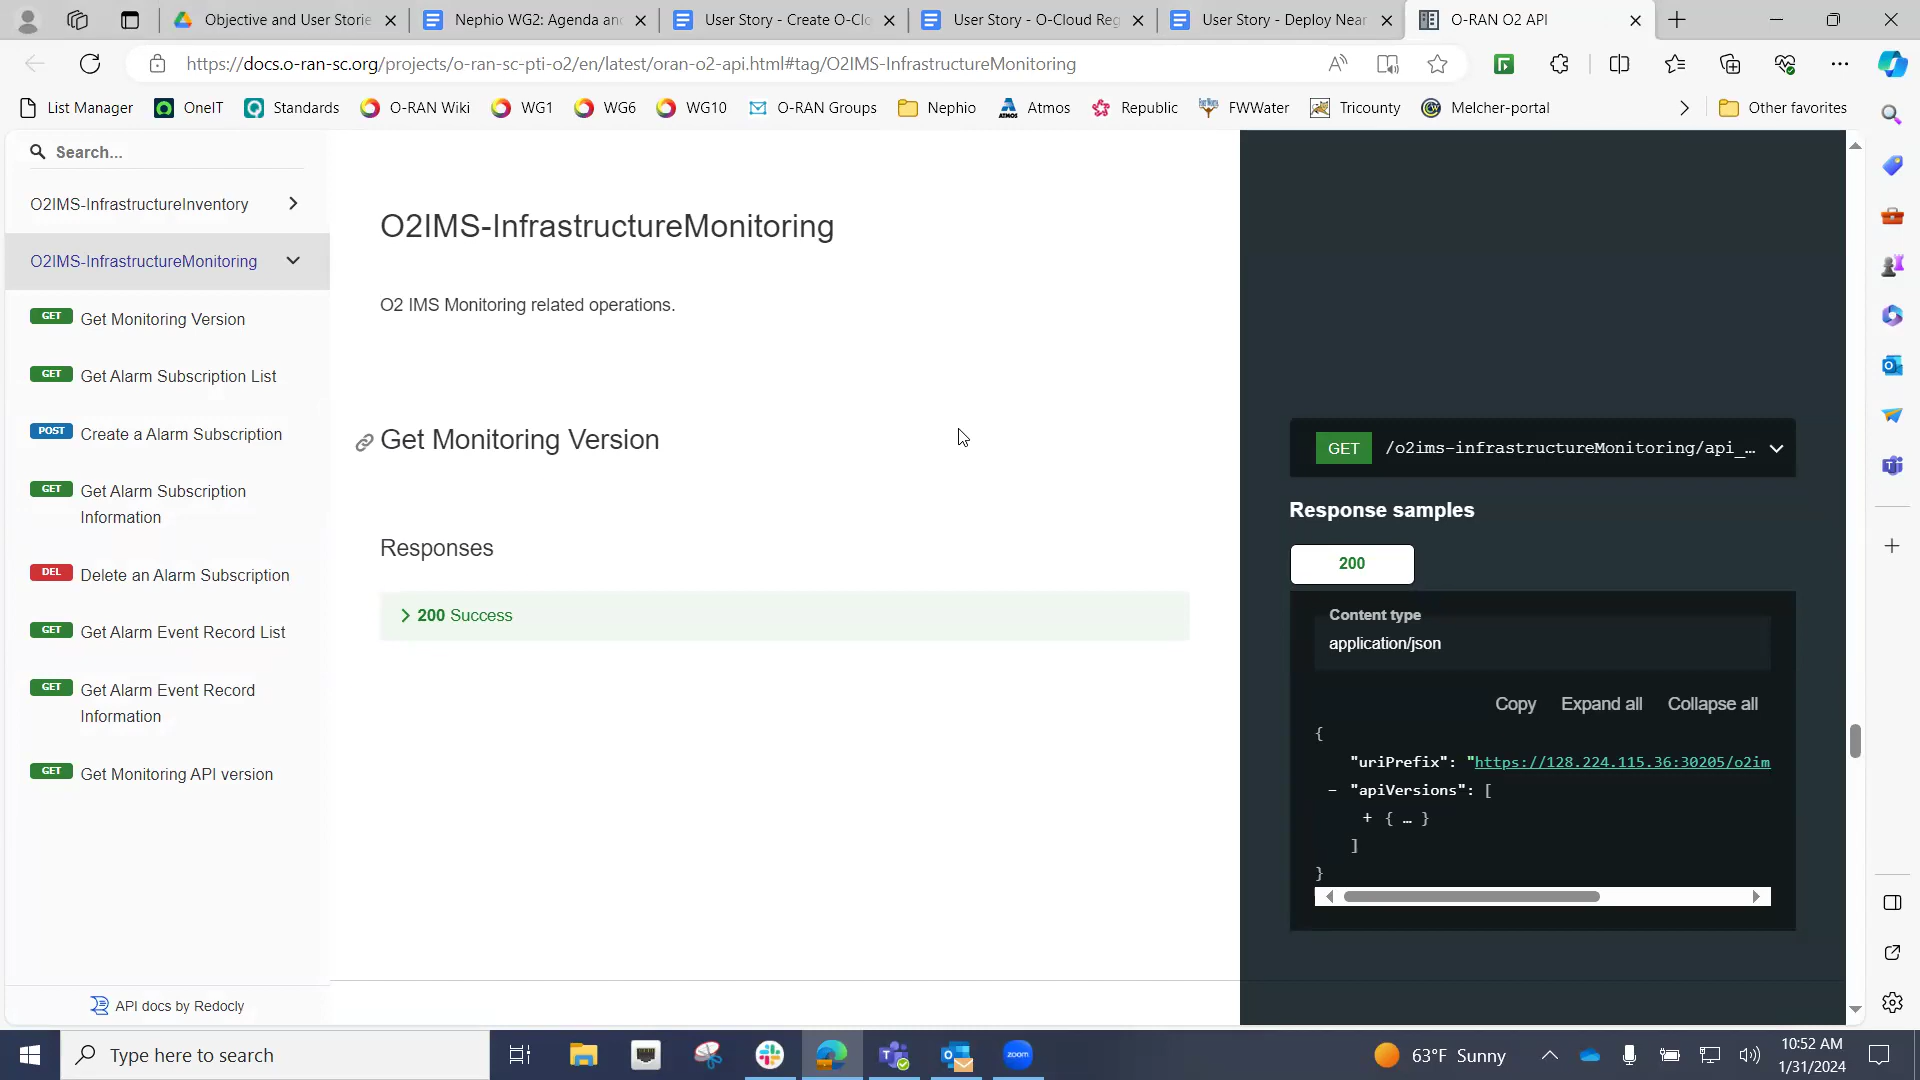 Objective and User Storie
Nephio WG2: Agenda an
User Story - Create O-Clo
User Story - O-Cloud Reg
User Story - Deploy Near
O-RAN O2 API
https://docs.o-ran-sc.org/projects/o-ran-sc-pti-o2/en/latest/oran-o2-api.html#tag/O2IMS-InfrastructureMonitoring
List Manager
OneIT
Standards
O-RAN Wiki
WG1
WG6
WG10
O-RAN Groups
Nephio
Atmos
Republic
FWWater
Tricounty
Melcher-portal
Other favorites
Search...
O2IMS-InfrastructureInventory
O2IMS-InfrastructureMonitoring
GET Get Monitoring Version
GET Get Alarm Subscription List
POST Create a Alarm Subscription
GET Get Alarm Subscription
Information
DEL Delete an Alarm Subscription
GET Get Alarm Event Record List
GET Get Alarm Event Record
Information
GET Get Monitoring API version
API docs by Redocly
O2IMS-InfrastructureMonitoring
O2 IMS Monitoring related operations.
Get Monitoring Version
Responses
200 Success
GET /o2ims-infrastructureMonitoring/api_…
Response samples
200
Content type
application/json
Copy Expand all Collapse all
{
"uriPrefix": "https://128.224.115.36:30205/o2im
- "apiVersions": [
+ { … }
]
}
Type here to search
zoom
63°F Sunny
10:52 AM
1/31/2024